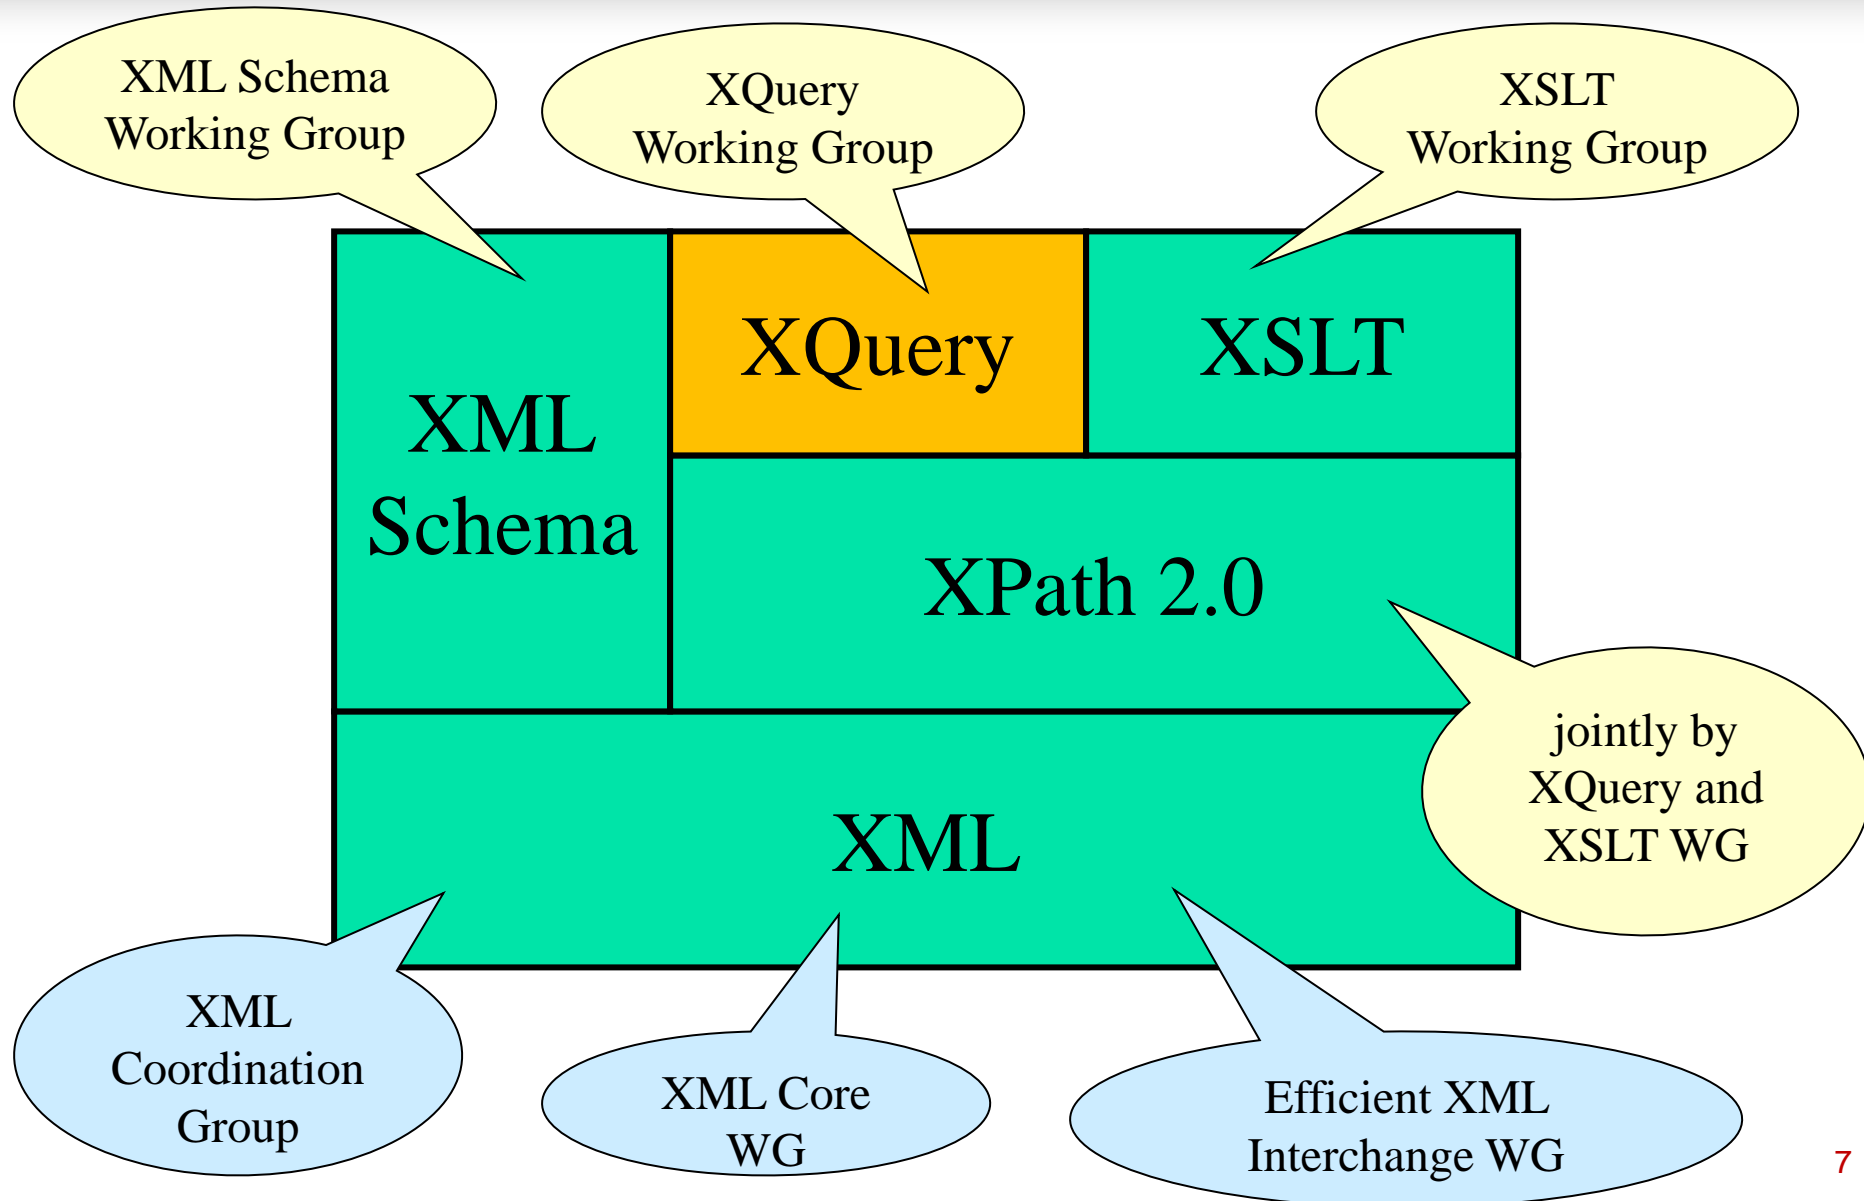 XML Schema
Working Group
XQuery
Working Group
XSLT
Working Group
XML
Schema
XQuery
XSLT
XPath 2.0
jointly by
XQuery and
XSLT WG
XML
XML
Coordination
Group
XML Core
WG
Efficient XML
Interchange WG
7